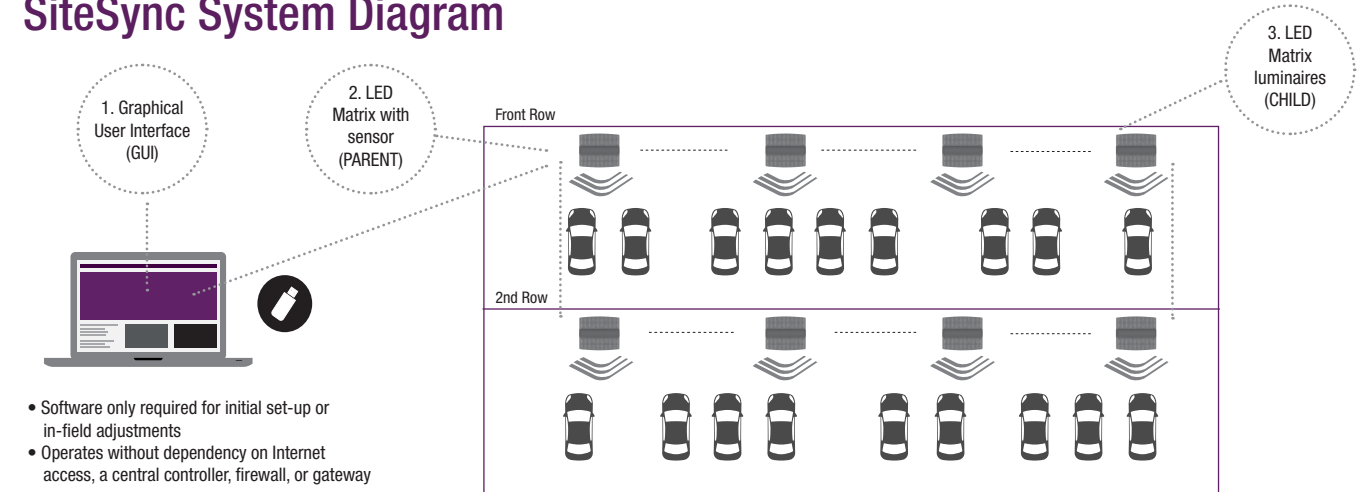 SiteSync System Diagram
1. Graphical
User Interface
(GUI)
2. LED
Matrix with
sensor
(PARENT)
3. LED
Matrix
luminaires
(CHILD)
Front Row
2nd Row
• Software only required for initial set-up or
in-field adjustments
• Operates without dependency on Internet
access, a central controller, firewall, or gateway